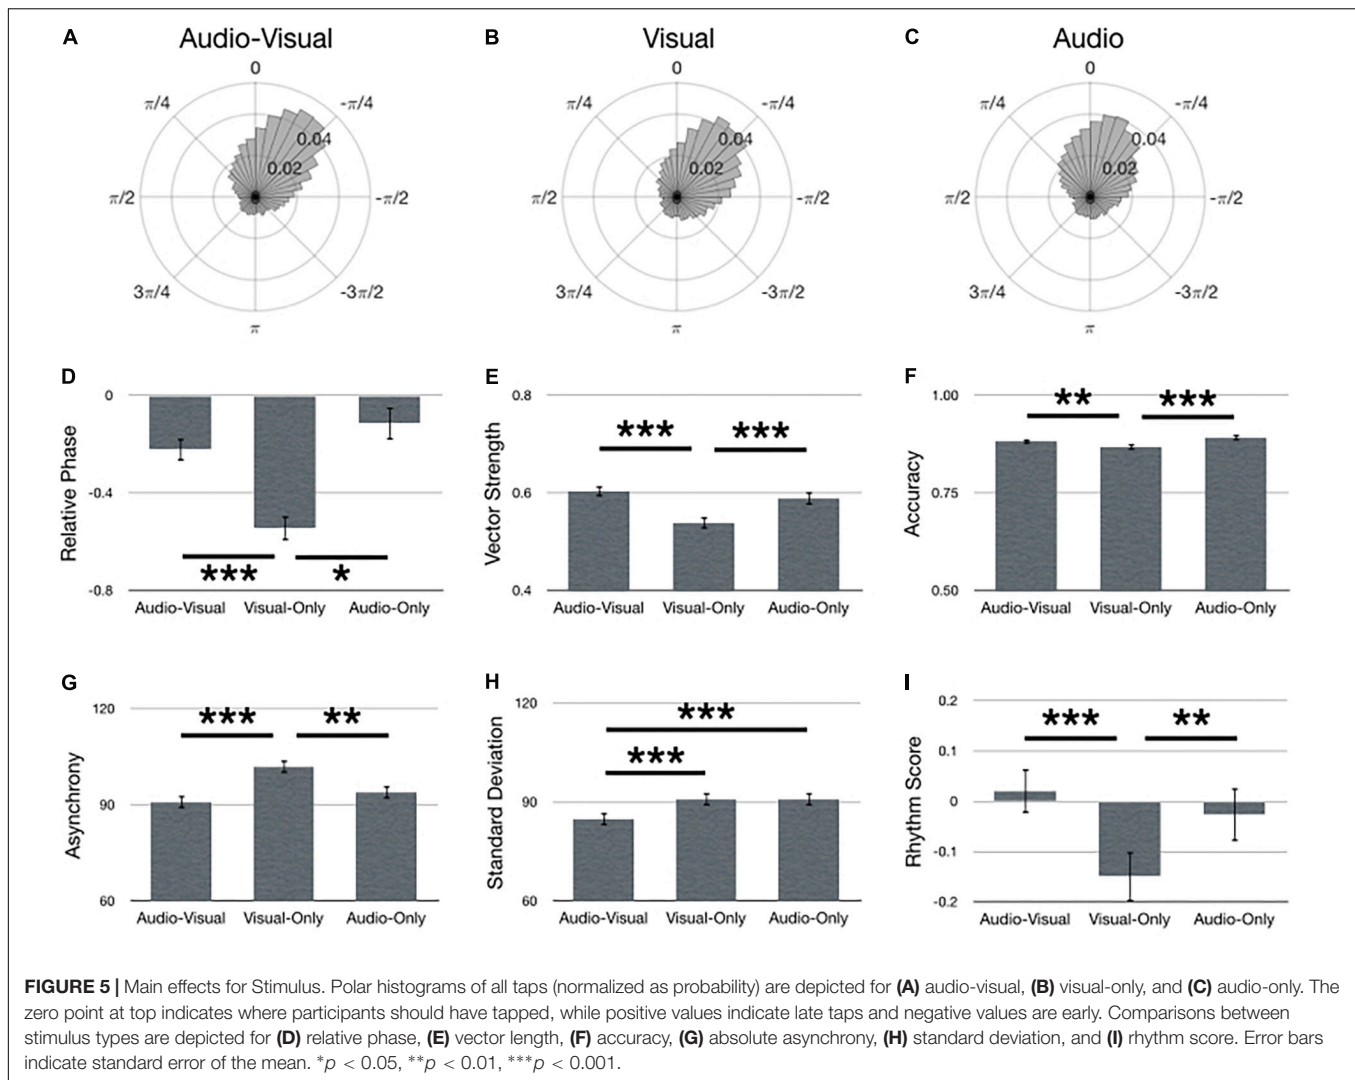 A Audio-Visual B Visual C Audio
0 0 0
π/4 -π/4 π/4 -π/4 π/4 -π/4
0.04 0.04 0.04
0.02 0.02 0.02
π/2 -π/2 π/2 -π/2 π/2 -π/2
3π/4 -3π/2 3π/4 -3π/2 3π/4 -3π/2
π π π
D
Relative Phase
0
-0.4
-0.8
*** *
Audio-Visual Visual-Only Audio-Only
E
Vector Strength
0.8
0.6
0.4
*** ***
Audio-Visual Visual-Only Audio-Only
F
Accuracy
1.00
0.75
0.50
** ***
Audio-Visual Visual-Only Audio-Only
G
Asynchrony
120
90
60
*** **
Audio-Visual Visual-Only Audio-Only
H
Standard Deviation
120
90
60
***
***
Audio-Visual Visual-Only Audio-Only
I
Rhythm Score
0.2
0.1
0
-0.1
-0.2
*** **
Audio-Visual Visual-Only Audio-Only
FIGURE 5 | Main effects for Stimulus. Polar histograms of all taps (normalized as probability) are depicted for (A) audio-visual, (B) visual-only, and (C) audio-only. The
zero point at top indicates where participants should have tapped, while positive values indicate late taps and negative values are early. Comparisons between
stimulus types are depicted for (D) relative phase, (E) vector length, (F) accuracy, (G) absolute asynchrony, (H) standard deviation, and (I) rhythm score. Error bars
indicate standard error of the mean. *p < 0.05, **p < 0.01, ***p < 0.001.